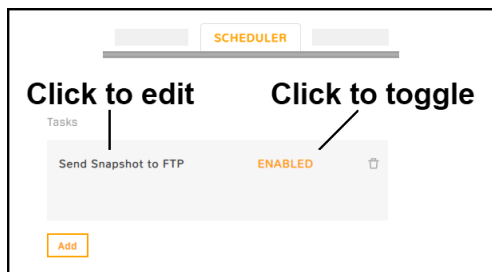 SCHEDULER
Click to edit Click to toggle
Tasks
Send Snapshot to FTP ENABLED
Add